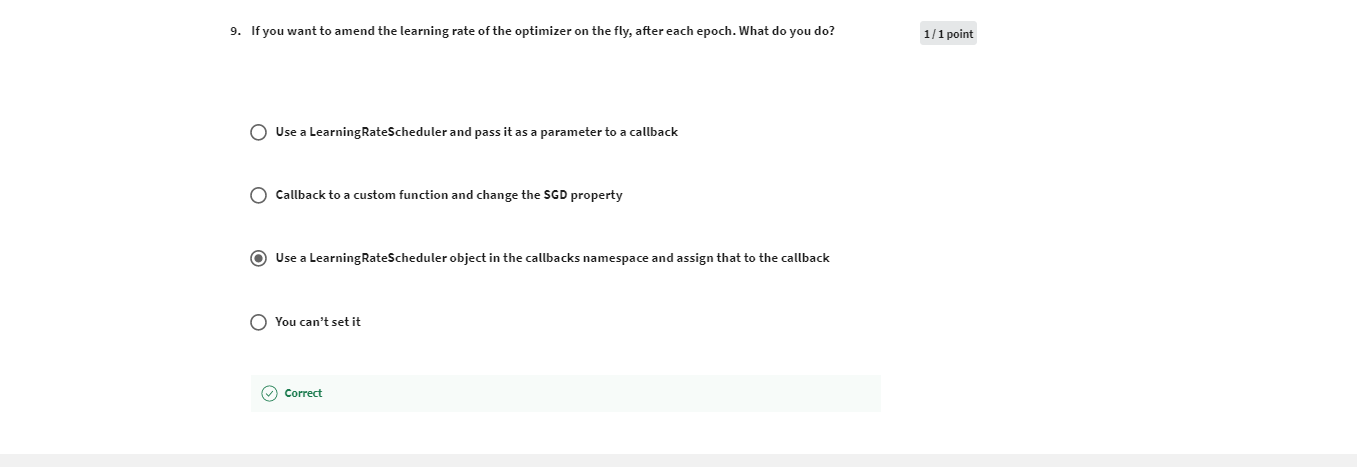 9. If you want to amend the learning rate of the optimizer on the fly, after each epoch. What do you do?
1 / 1 point
Use a LearningRateScheduler and pass it as a parameter to a callback
Callback to a custom function and change the SGD property
Use a LearningRateScheduler object in the callbacks namespace and assign that to the callback
You can’t set it
Correct